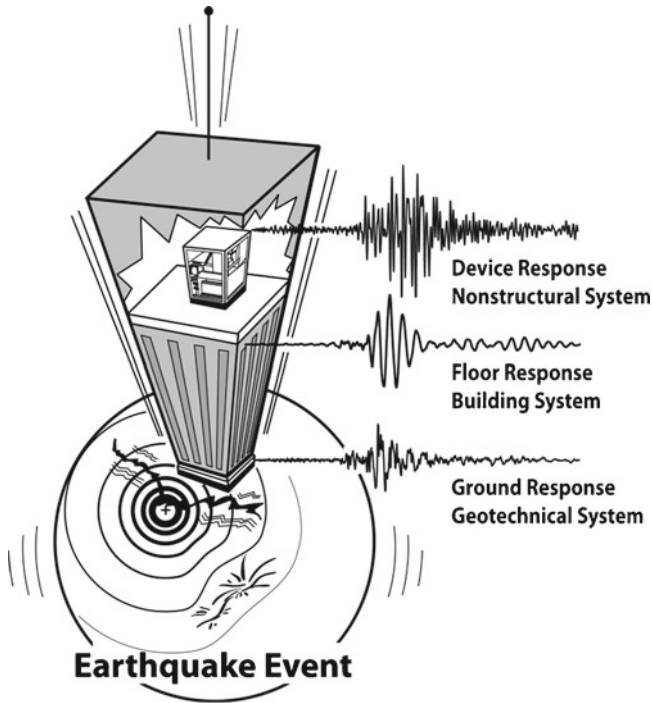 Device Response
Nonstructural System
Floor Response
Building System
Ground Response
Geotechnical System
Earthquake Event